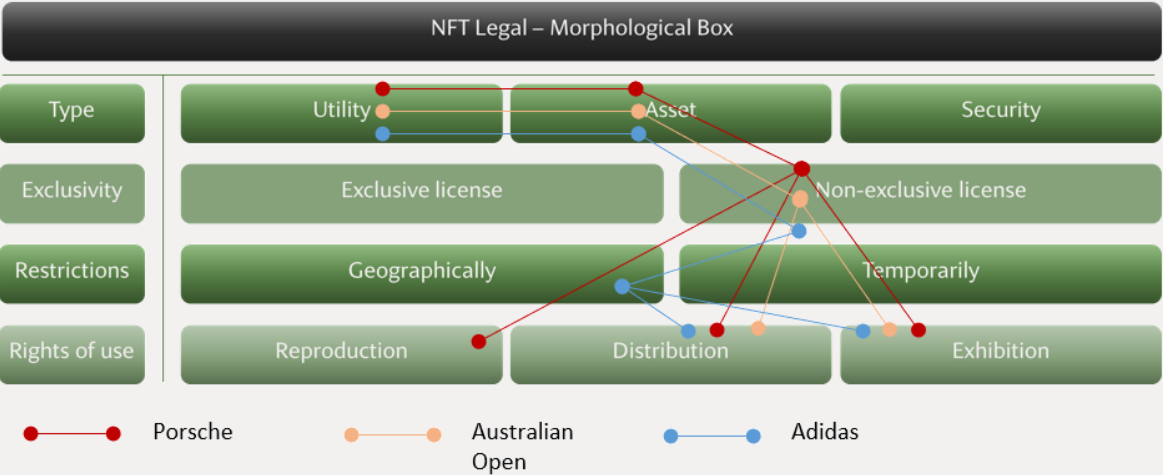 NFT Legal – Morphological Box
Type Utility Asset Security
Exclusivity Exclusive license Non-exclusive license
Restrictions Geographically Temporarily
Rights of use Reproduction Distribution Exhibition
Porsche Australian Adidas
Open